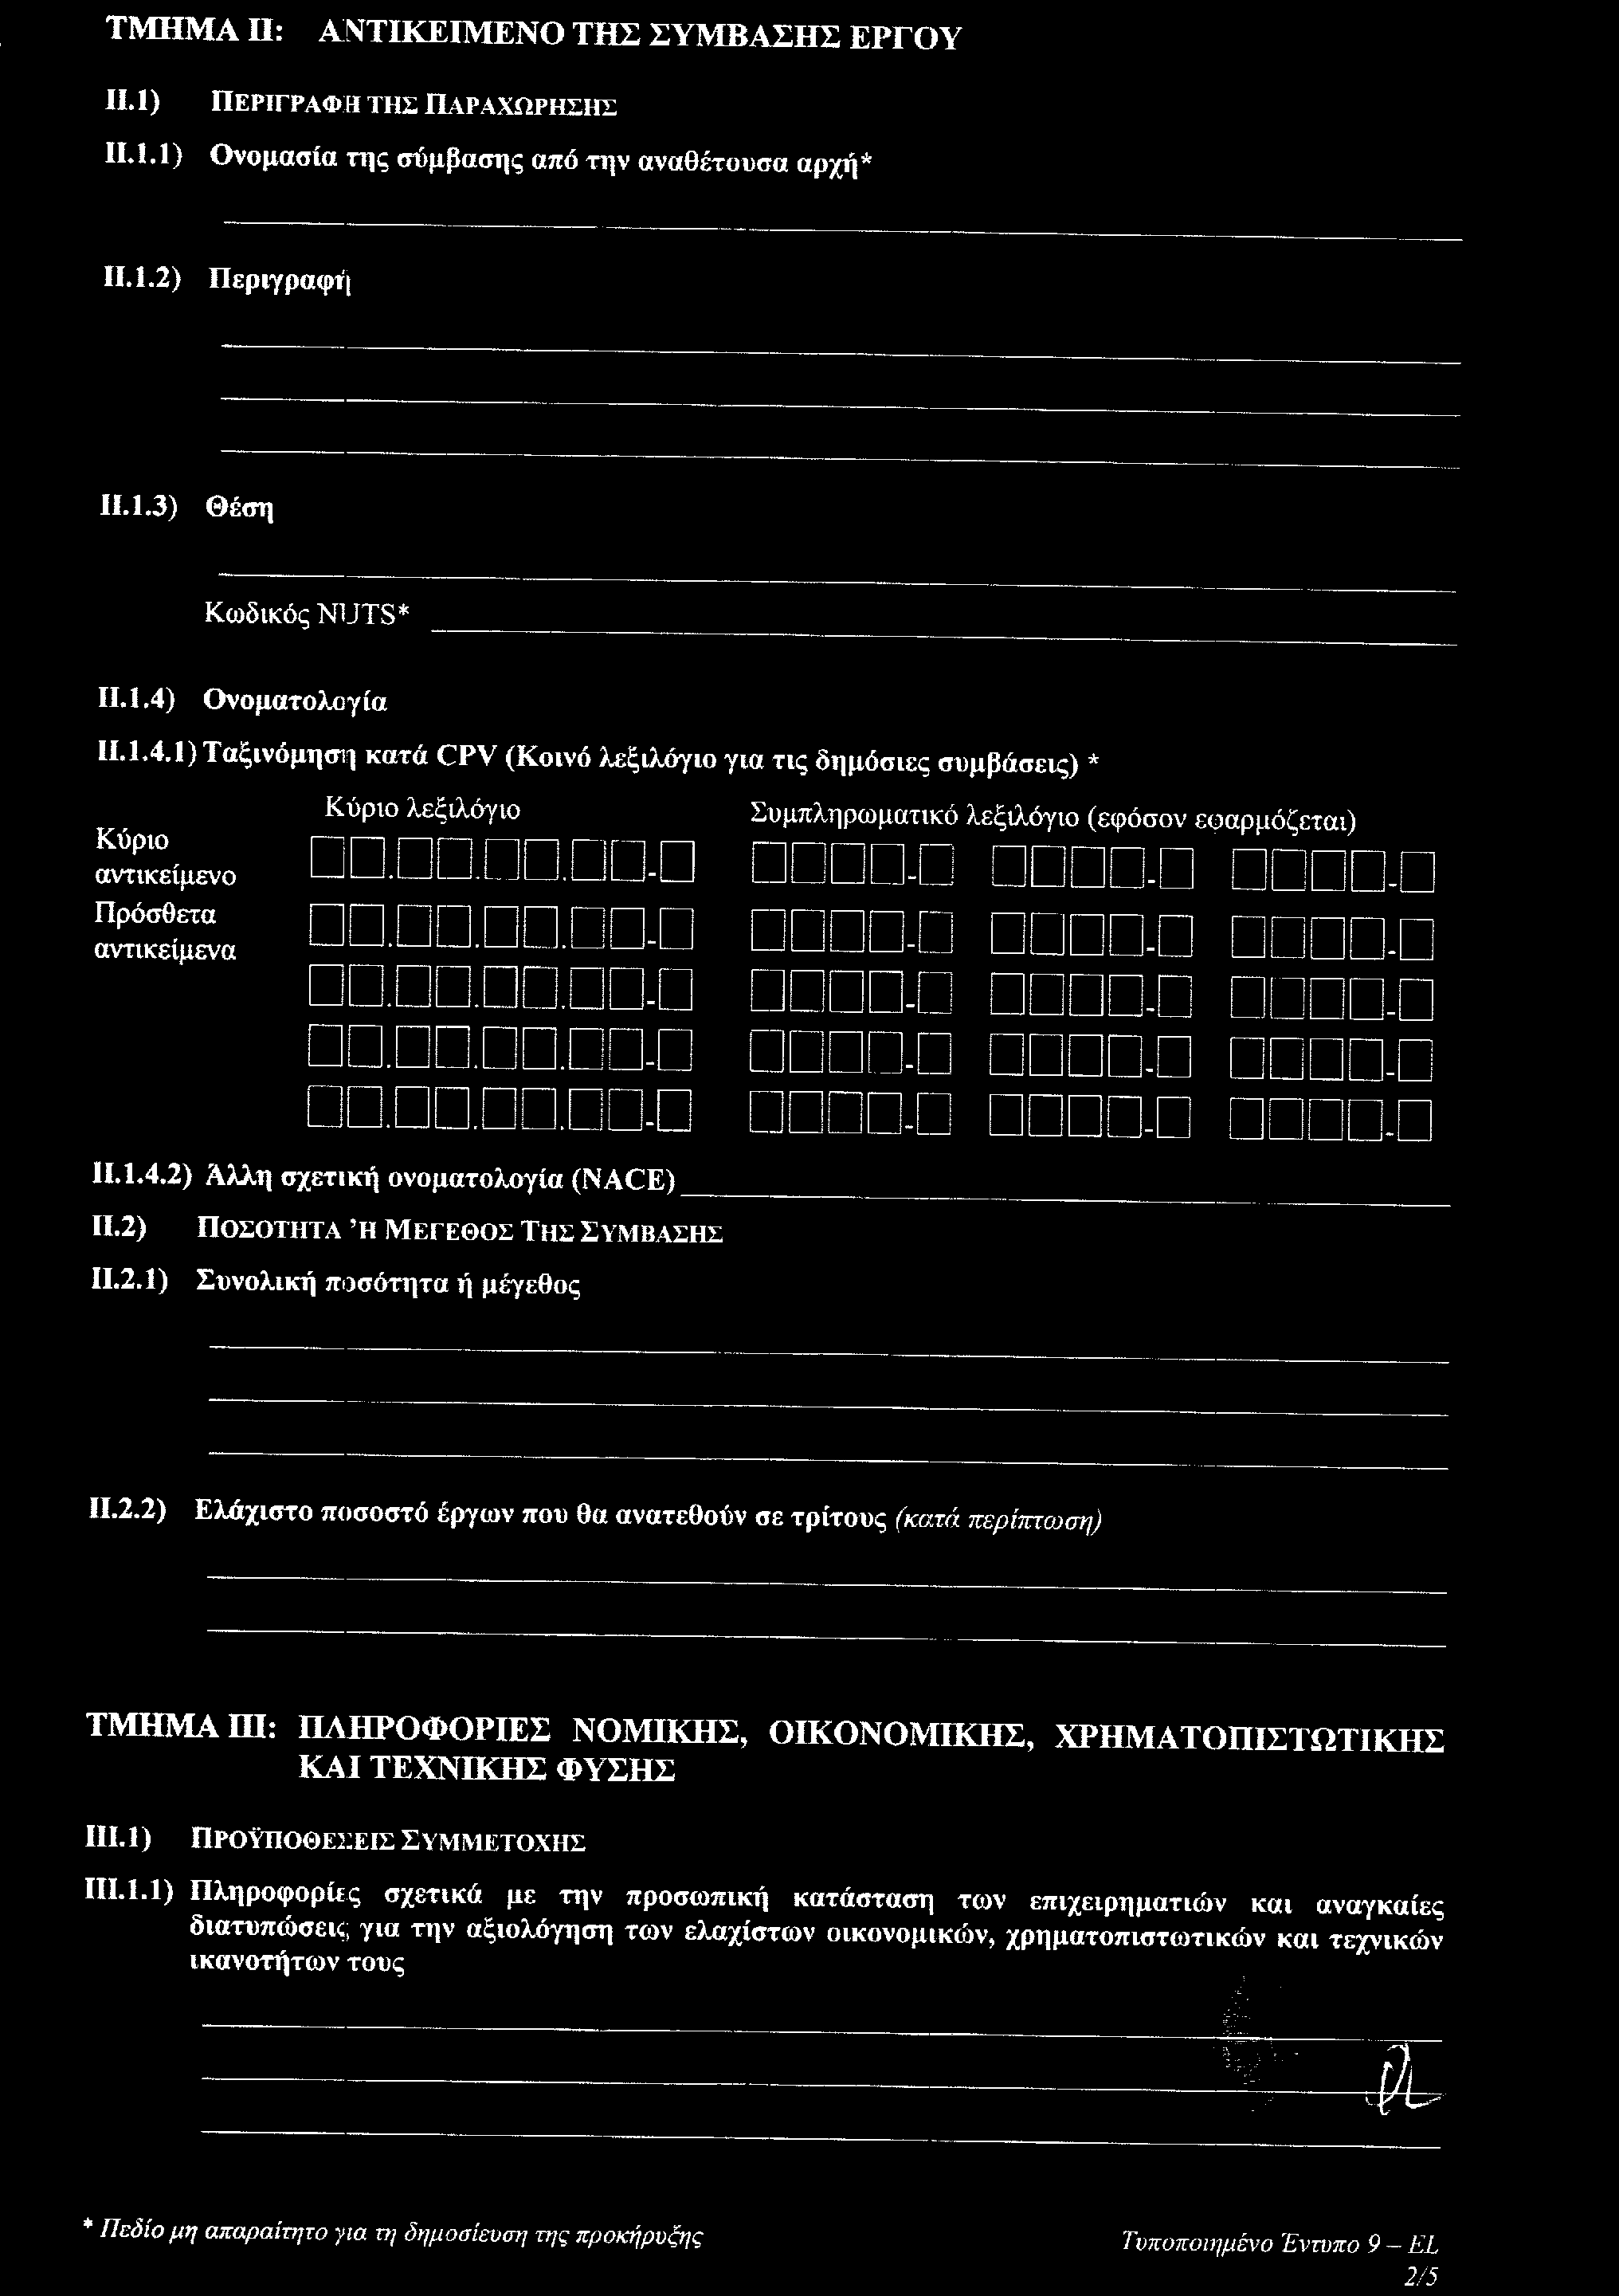 ΤΜΗΜΑ ΙΙ: ΑΝΤΙΚΕΙΜΕΝΟ ΤΗΣ ΣΥΜΒΑΣΗΣ ΕΡΓΟΥ
ΙΙ.1) ΠΕΡΙΓΡΑΦΗ ΤΗΣ ΠΑΡΑΧΩΡΗΣΗΣ
ΙΙ.1.1) Ονομασία της σύμβασης από την αναθέτουσα αρχή*
ΙΙ.1.2) Περιγραφή
ΙΙ.1.3) Θέση
Κωδικός NUTS*
ΙΙ.1.4) Ονοματολογία
ΙΙ.1.4.1) Ταξινόμηση κατά CPV (Κοινό λεξιλόγιο για τις δημόσιες συμβάσεις) *
Κύριο λεξιλόγιο Συμπληρωματικό λεξιλόγιο (εφόσον εφαρμόζεται)
Κύριο
αντικείμενο □□.□□.□□.□□-□ □□□□-□ □□□□-□ □□□□-□
Πρόσθετα
αντικείμενα □□.□□.□□.□□-□ □□□□-□ □□□□-□ □□□□-□
□□.□□.□□.□□-□ □□□□-□ □□□□-□ □□□□-□
□□.□□.□□.□□-□ □□□□-□ □□□□-□ □□□□-□
□□.□□.□□.□□-□ □□□□-□ □□□□-□ □□□□-□
ΙΙ.1.4.2) Άλλη σχετική ονοματολογία (NACE)
ΙΙ.2) ΠΟΣΟΤΗΤΑ ’Η ΜΕΓΕΘΟΣ ΤΗΣ ΣΥΜΒΑΣΗΣ
ΙΙ.2.1) Συνολική ποσότητα ή μέγεθος
ΙΙ.2.2) Ελάχιστο ποσοστό έργων που θα ανατεθούν σε τρίτους (κατά περίπτωση)
ΤΜΗΜΑ ΙΙΙ: ΠΛΗΡΟΦΟΡΙΕΣ ΝΟΜΙΚΗΣ, ΟΙΚΟΝΟΜΙΚΗΣ, ΧΡΗΜΑΤΟΠΙΣΤΩΤΙΚΗΣ
ΚΑΙ ΤΕΧΝΙΚΗΣ ΦΥΣΗΣ
ΙΙΙ.1) ΠΡΟΫΠΟΘΕΣΕΙΣ ΣΥΜΜΕΤΟΧΗΣ
ΙΙΙ.1.1) Πληροφορίες σχετικά με την προσωπική κατάσταση των επιχειρηματιών και αναγκαίες
διατυπώσεις για την αξιολόγηση των ελαχίστων οικονομικών, χρηματοπιστωτικών και τεχνικών
ικανοτήτων τους
* Πεδίο μη απαραίτητο για τη δημοσίευση της προκήρυξης
Τυποποιημένο Έντυπο 9 – EL
2/5